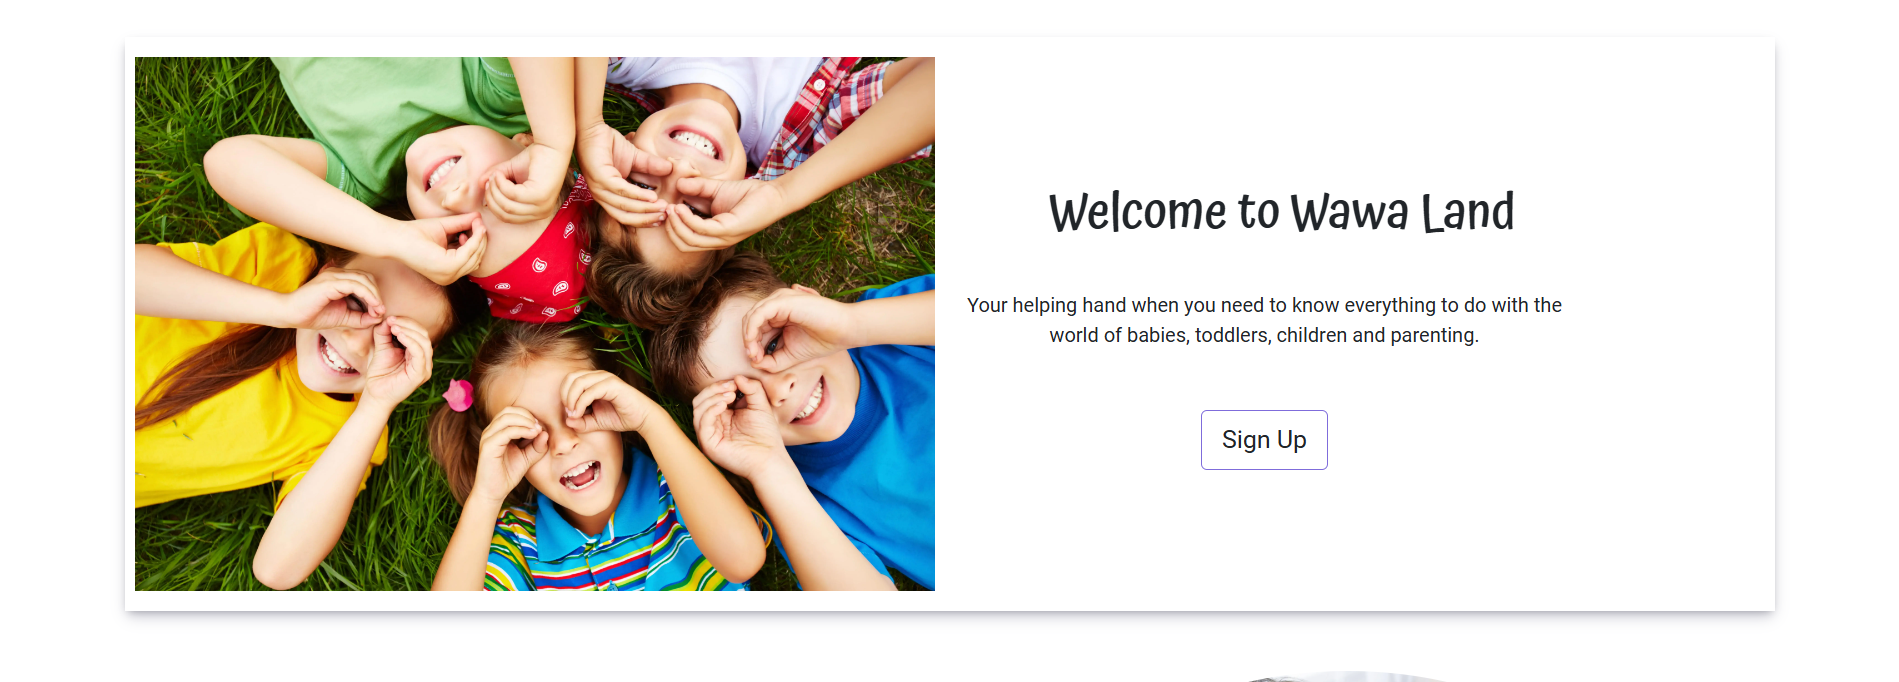 Welcome to Wawa Land
Your helping hand when you need to know everything to do with the
world of babies, toddlers, children and parenting.
Sign Up